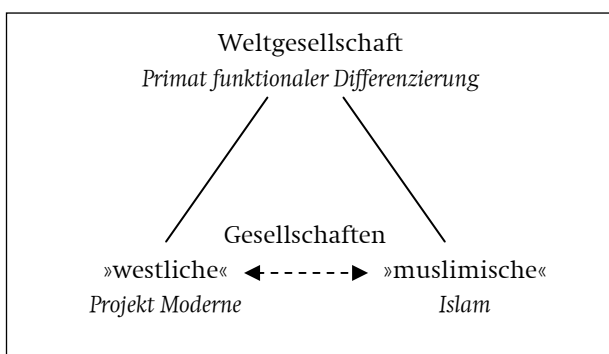 Weltgesellschaft
Primat funktionaler Differenzierung
Gesellschaften
»westliche« »muslimische«
Projekt Moderne Islam